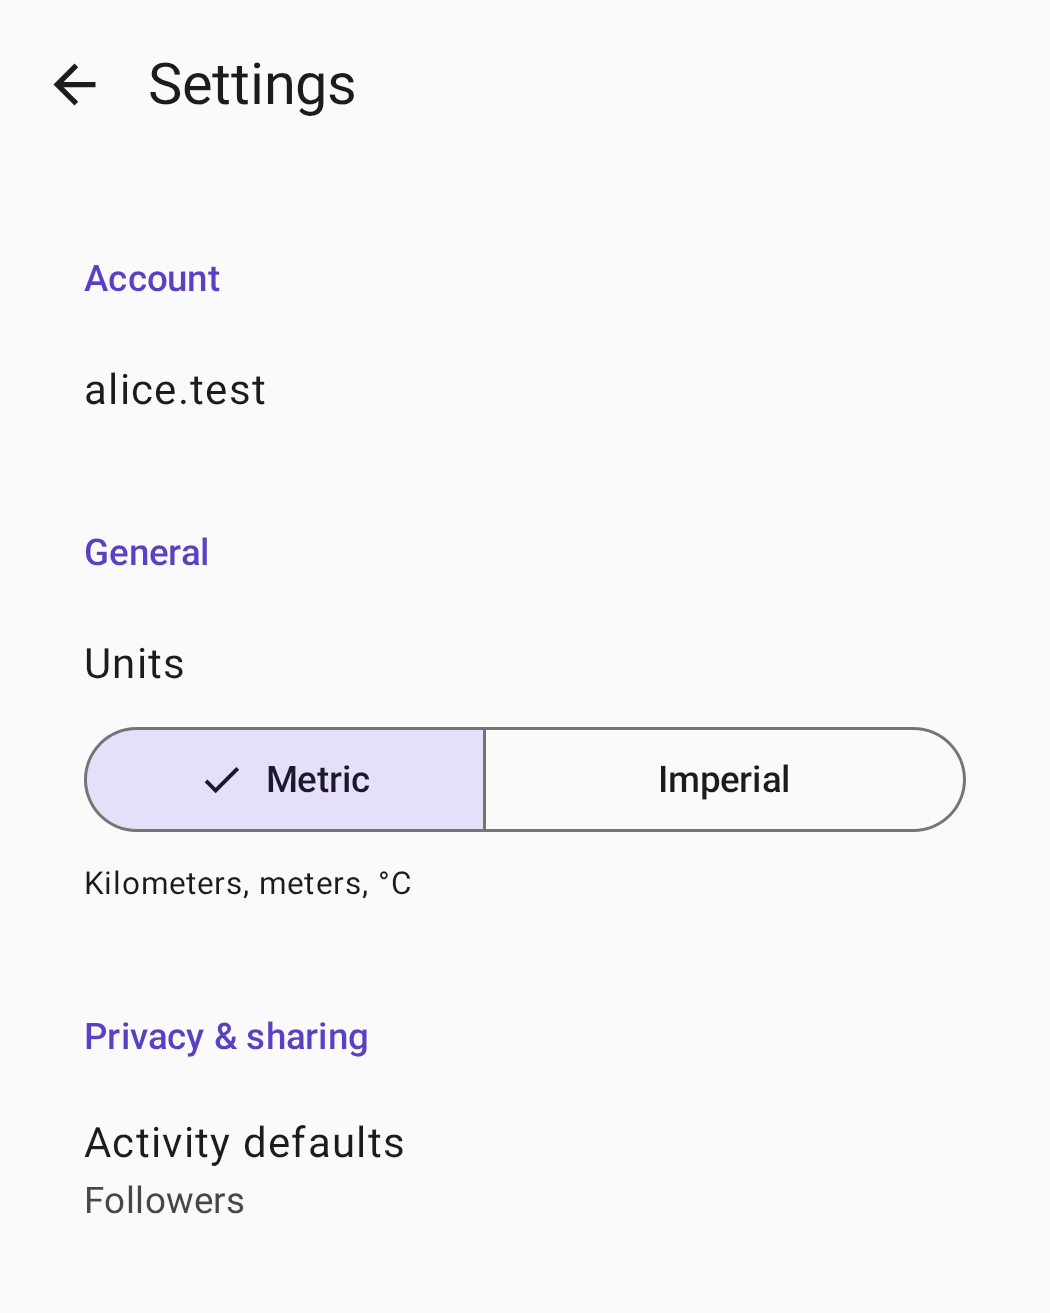 Settings
Account
alice.test
General
Units
Metric
Imperial
Kilometers, meters, °C
Privacy & sharing
Activity defaults
Followers